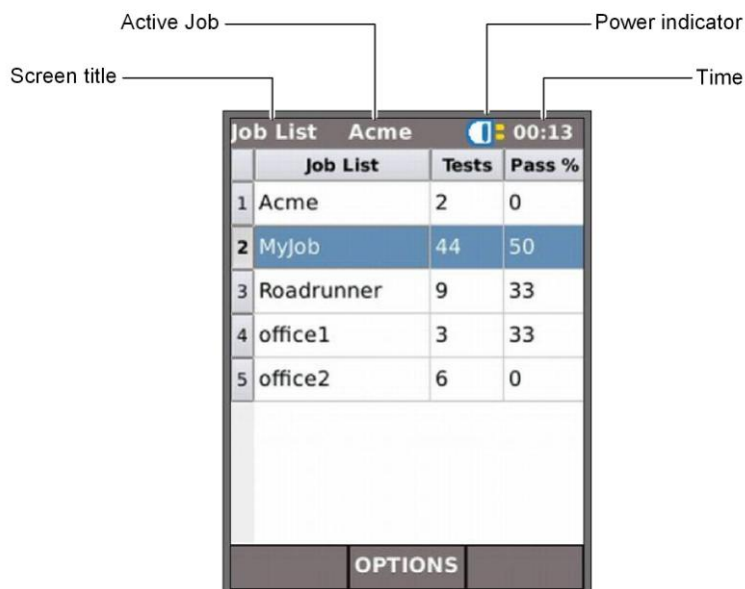 Active Job
Power indicator
Screen title
Time
Job List Acme 00:13
Job List Tests Pass %
1 Acme 2 0
2 MyJob 44 50
3 Roadrunner 9 33
4 office1 3 33
5 office2 6 0
OPTIONS